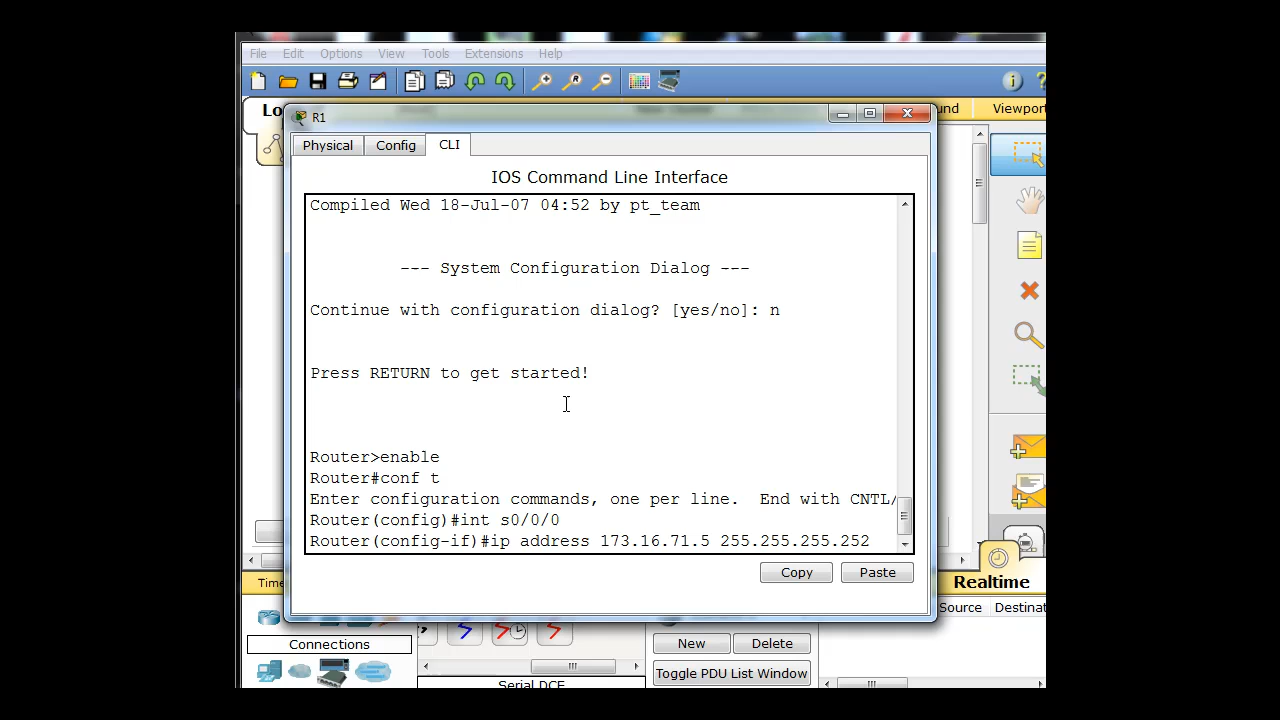 File Edit Options View Tools Extensions Help
Lo
Viewport
R1
Physical Config CLI
IOS Command Line Interface
Compiled Wed 18-Jul-07 04:52 by pt_team
--- System Configuration Dialog ---
Continue with configuration dialog? [yes/no]: n
Press RETURN to get started!
Router>enable
Router#conf t
Enter configuration commands, one per line.  End with CNTL/
Router(config)#int s0/0/0
Router(config-if)#ip address 173.16.71.5 255.255.255.252
Copy Paste
Time
Realtime
Source Destinat
Connections
New Delete
Toggle PDU List Window
Serial DCE